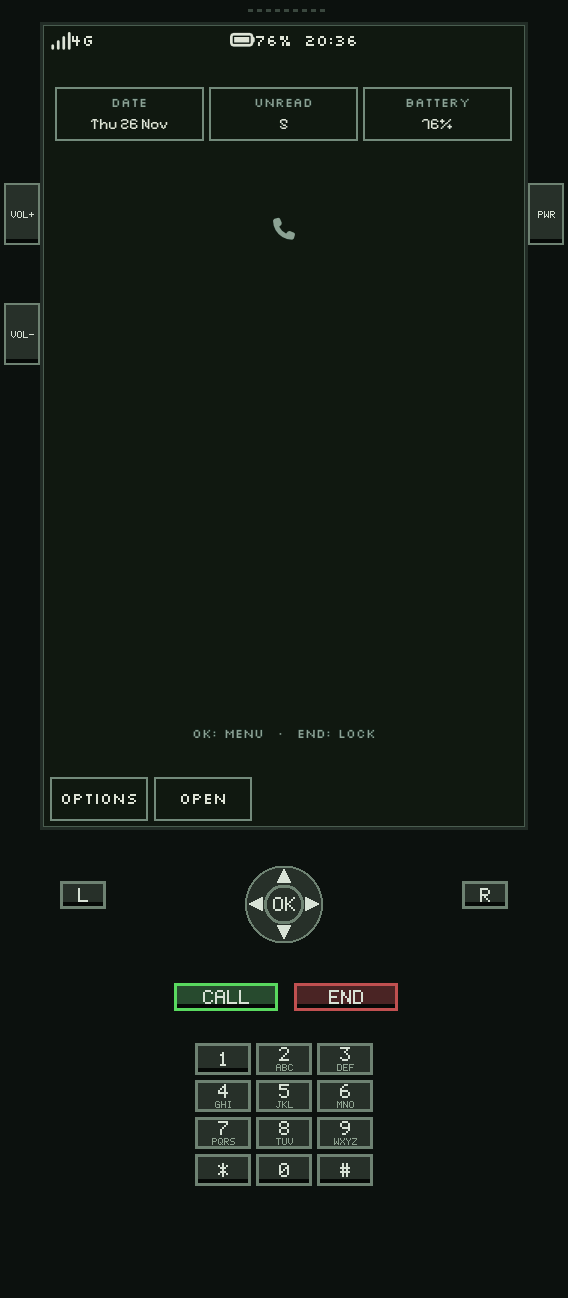 4G 76% 20:36
DATE UNREAD BATTERY
Thu 26 Nov 76%
VOL+ PWR
VOL-
OK: MENU · END: LOCK
OPTIONS OPEN
L OK R
CALL END
1 2 ABC 3 DEF
4 GHI 5 JKL 6 MNO
7 PQRS 8 TUV 9 WXYZ
* 0 #